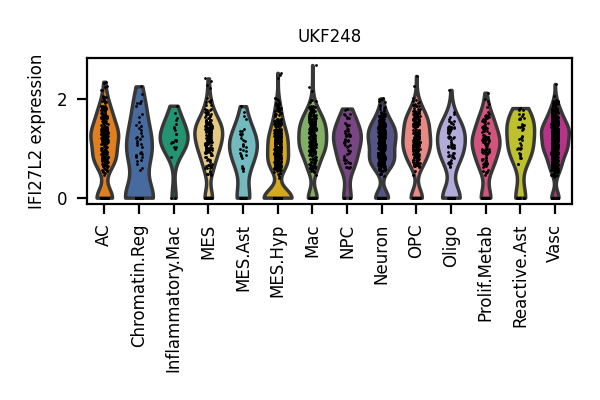 UKF248
IFI27L2 expression
2
0
AC
Chromatin.Reg
Inflammatory.Mac
MES
MES.Ast
MES.Hyp
Mac
NPC
Neuron
OPC
Oligo
Prolif.Metab
Reactive.Ast
Vasc